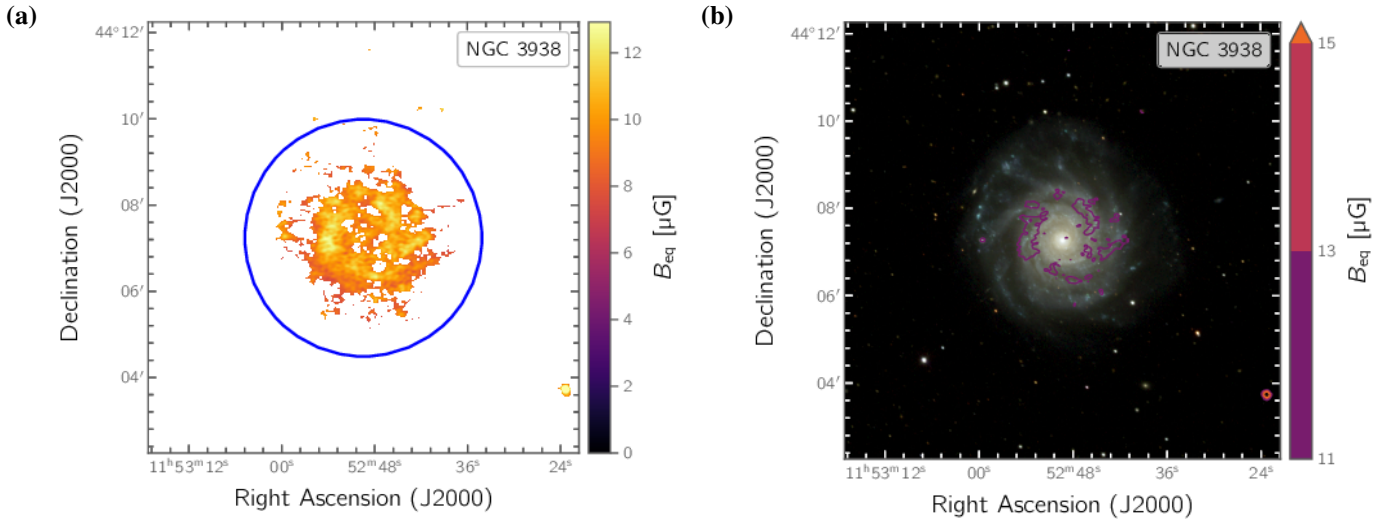 (a)
NGC 3938
44°12′
10′
08′
06′
04′
Declination (J2000)
11ʰ53ᵐ12ˢ
00ˢ
52ᵐ48ˢ
36ˢ
24ˢ
Right Ascension (J2000)
12
10
8
6
4
2
0
B_eq [μG]
(b)
NGC 3938
44°12′
10′
08′
06′
04′
Declination (J2000)
11ʰ53ᵐ12ˢ
00ˢ
52ᵐ48ˢ
36ˢ
24ˢ
Right Ascension (J2000)
15
13
11
B_eq [μG]